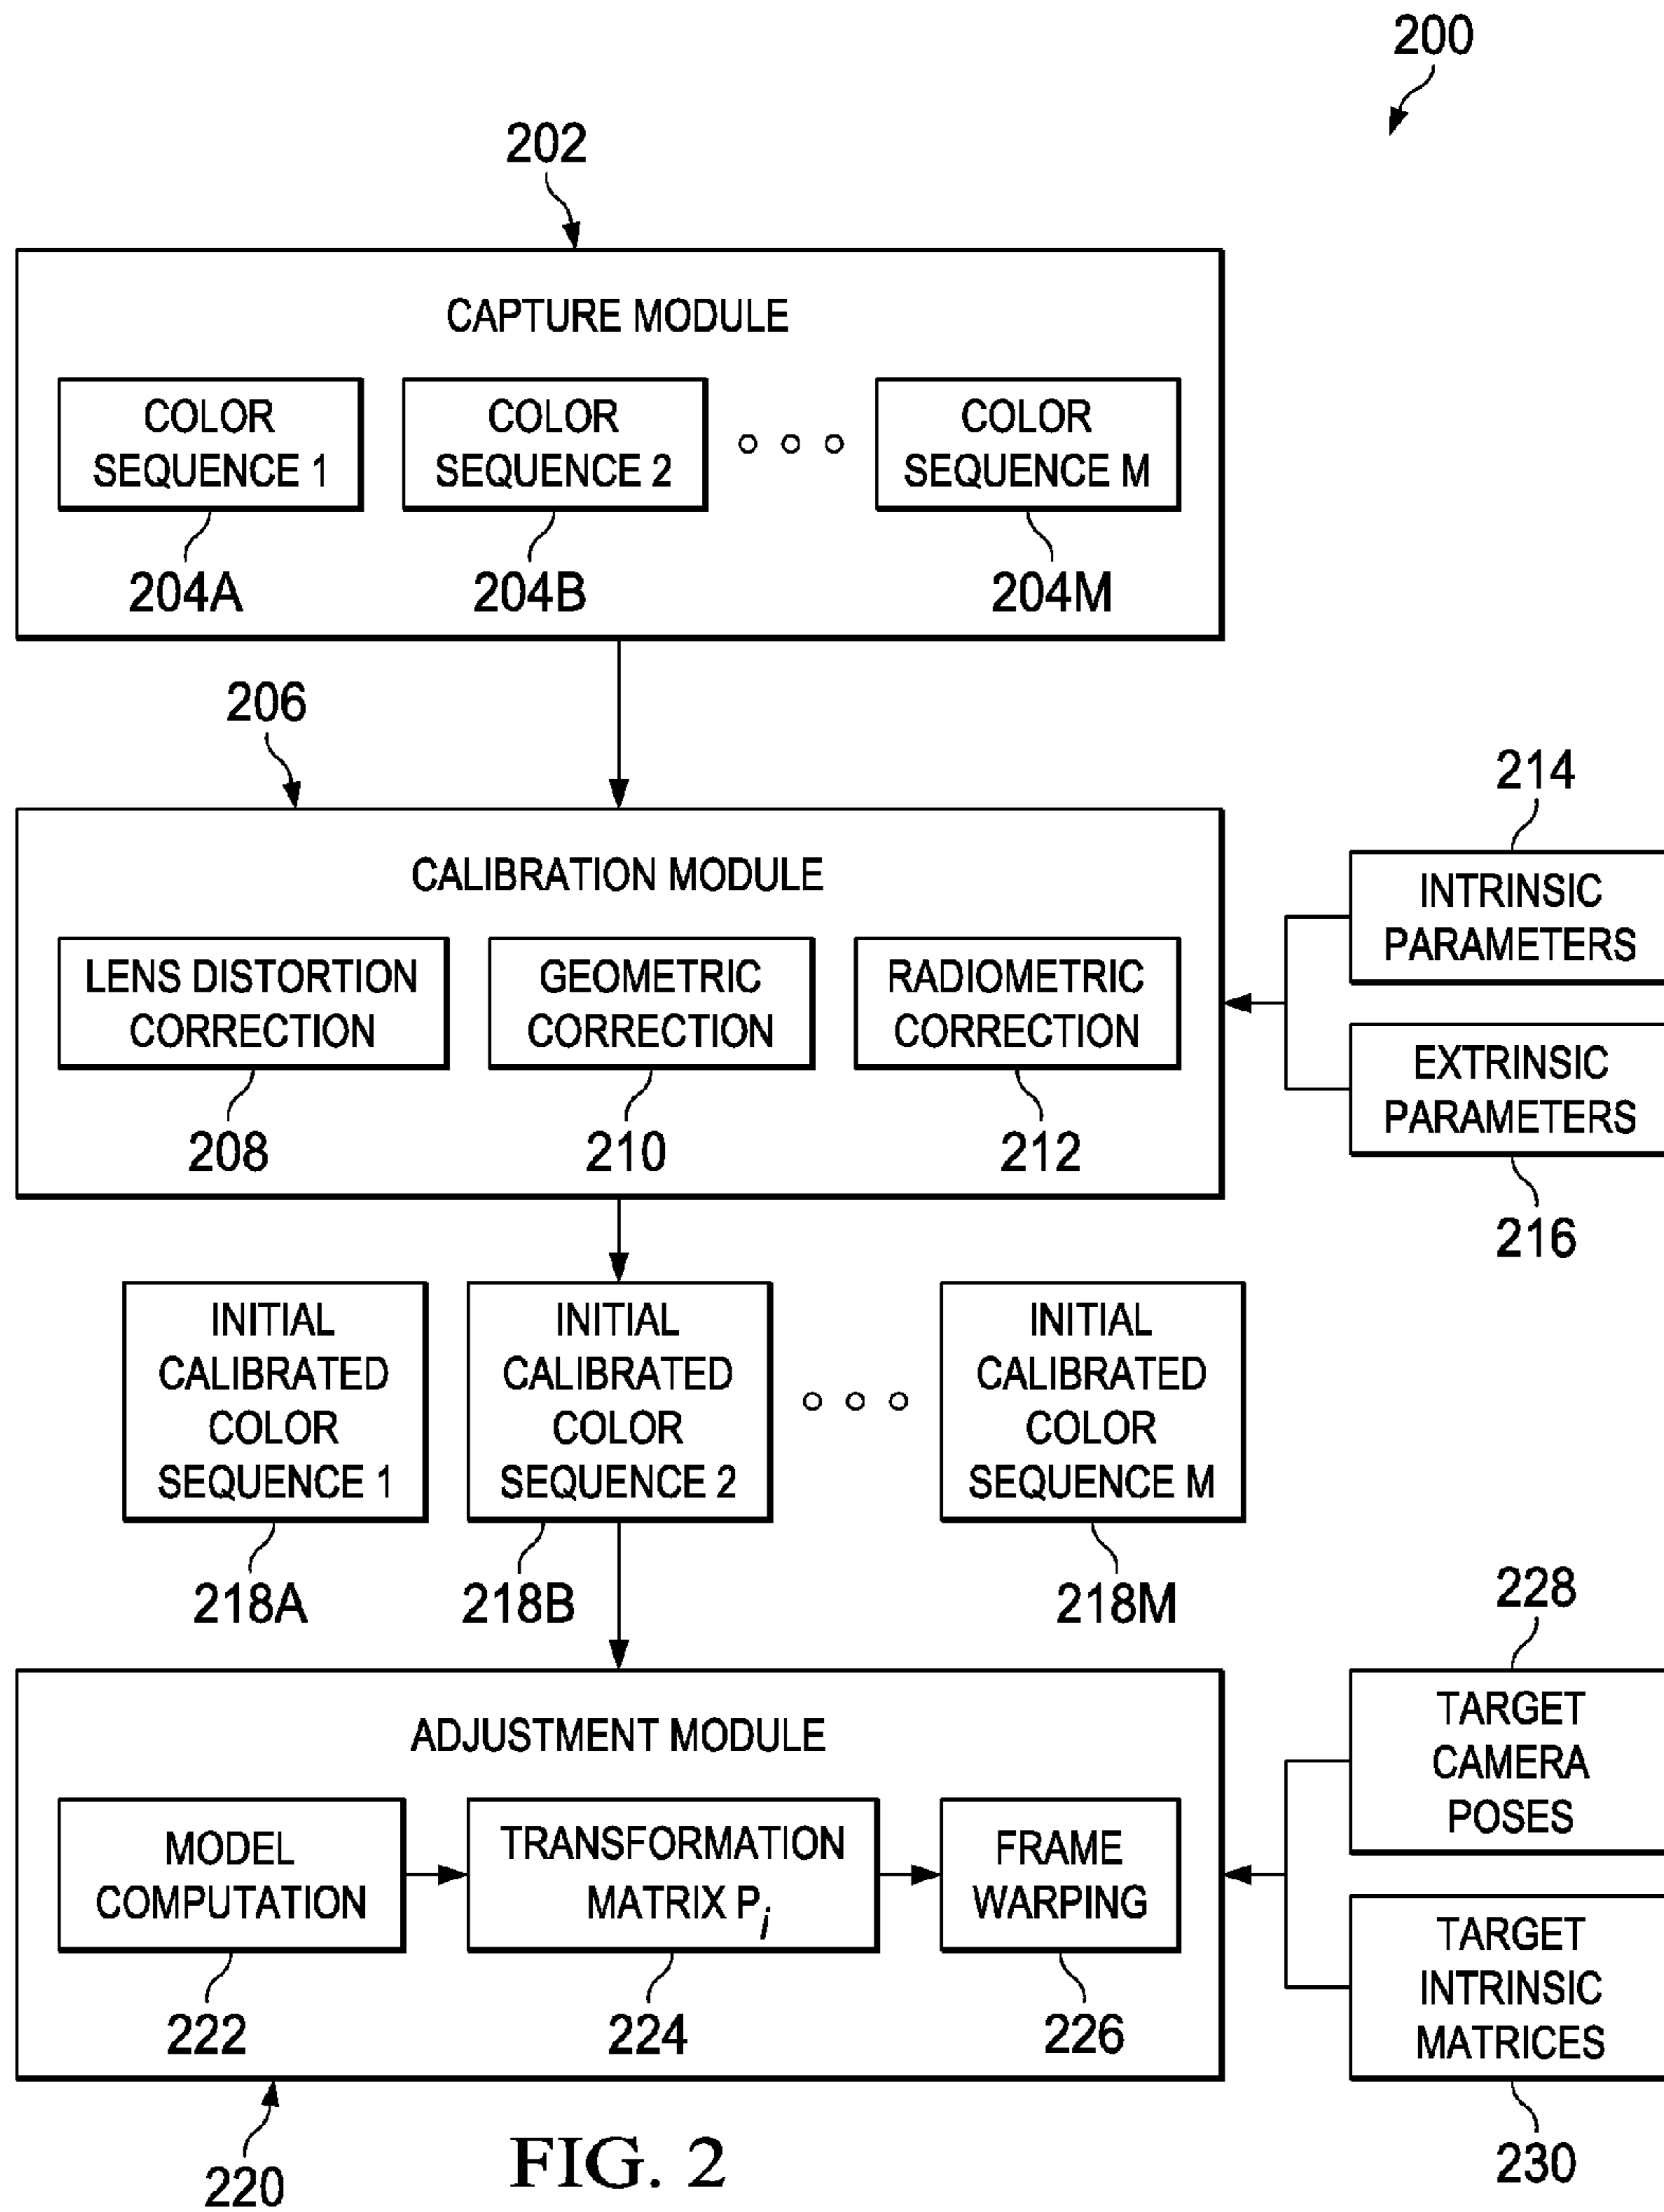 200
202
CAPTURE MODULE
COLOR
SEQUENCE 1
COLOR
SEQUENCE 2
COLOR
SEQUENCE M
204A
204B
204M
206
CALIBRATION MODULE
LENS DISTORTION
CORRECTION
GEOMETRIC
CORRECTION
RADIOMETRIC
CORRECTION
208
210
212
214
INTRINSIC
PARAMETERS
EXTRINSIC
PARAMETERS
216
INITIAL
CALIBRATED
COLOR
SEQUENCE 1
INITIAL
CALIBRATED
COLOR
SEQUENCE 2
INITIAL
CALIBRATED
COLOR
SEQUENCE M
218A
218B
218M
ADJUSTMENT MODULE
MODEL
COMPUTATION
TRANSFORMATION
MATRIX Pi
FRAME
WARPING
222
224
226
228
TARGET
CAMERA
POSES
TARGET
INTRINSIC
MATRICES
230
220
FIG. 2